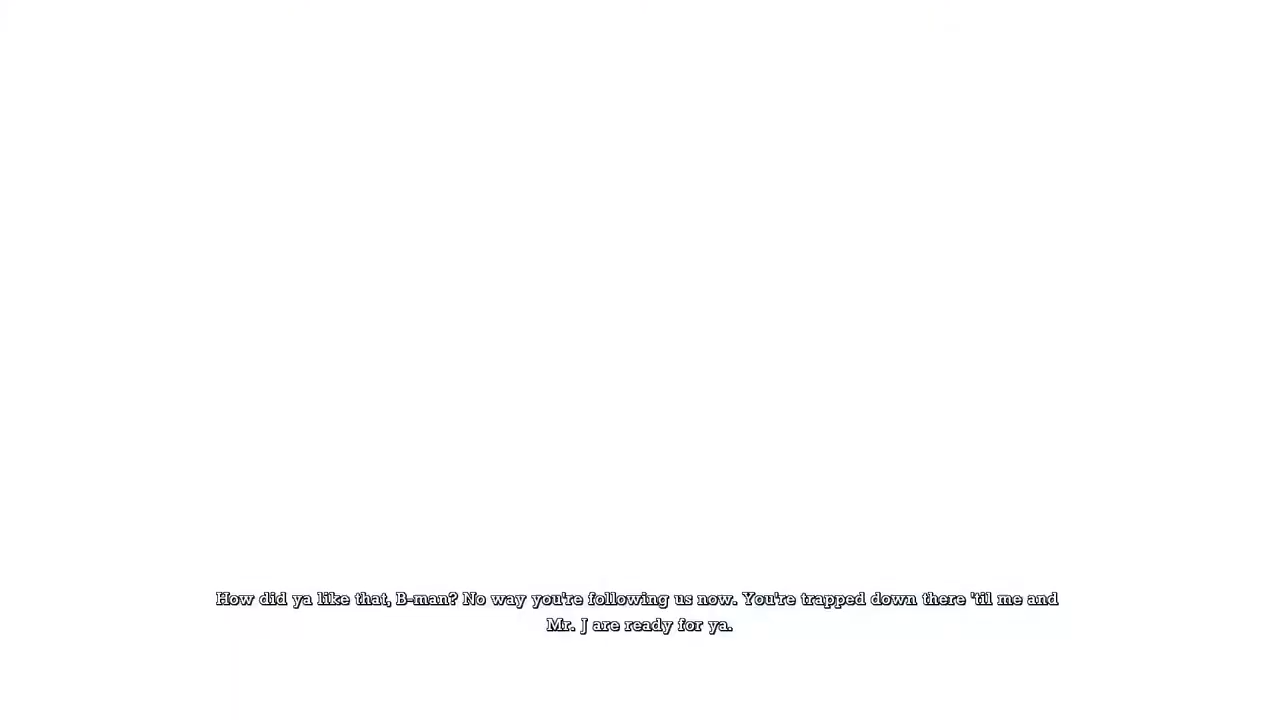 How did ya like that, B-man? No way you're following us now. You're trapped down there 'til me and
Mr. J are ready for ya.